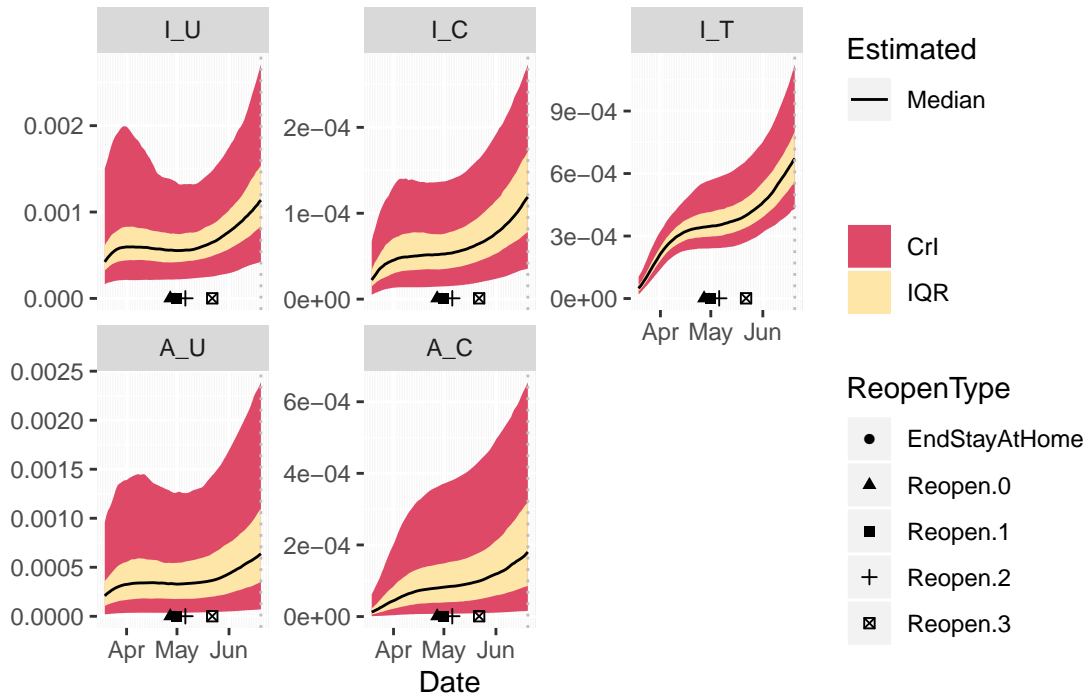 I_U
I_C
I_T
0.002
0.001
0.000
2e−04
1e−04
0e+00
9e−04
6e−04
3e−04
0e+00
Apr May Jun
A_U
A_C
0.0025
0.0020
0.0015
0.0010
0.0005
0.0000
6e−04
4e−04
2e−04
0e+00
Apr May Jun
Apr May Jun
Date
Estimated
Median
CrI
IQR
ReopenType
EndStayAtHome
Reopen.0
Reopen.1
Reopen.2
Reopen.3